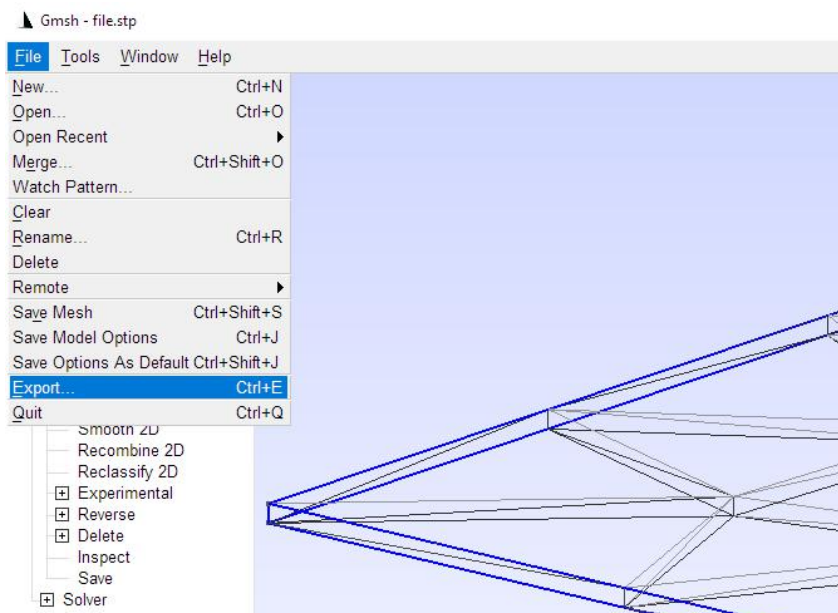 Gmsh - file.stp
File Tools Window Help
New... Ctrl+N
Open... Ctrl+O
Open Recent
Merge... Ctrl+Shift+O
Watch Pattern...
Clear
Rename... Ctrl+R
Delete
Remote
Save Mesh Ctrl+Shift+S
Save Model Options Ctrl+J
Save Options As Default Ctrl+Shift+J
Export... Ctrl+E
Quit Ctrl+Q
Smooth 2D
Recombine 2D
Reclassify 2D
Experimental
Reverse
Delete
Inspect
Save
Solver